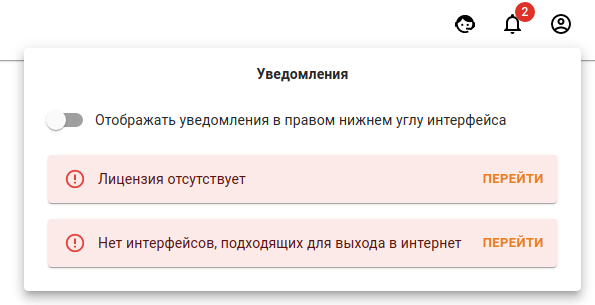 2
Уведомления
Отображать уведомления в правом нижнем углу интерфейса
Лицензия отсутствует ПЕРЕЙТИ
Нет интерфейсов, подходящих для выхода в интернет ПЕРЕЙТИ